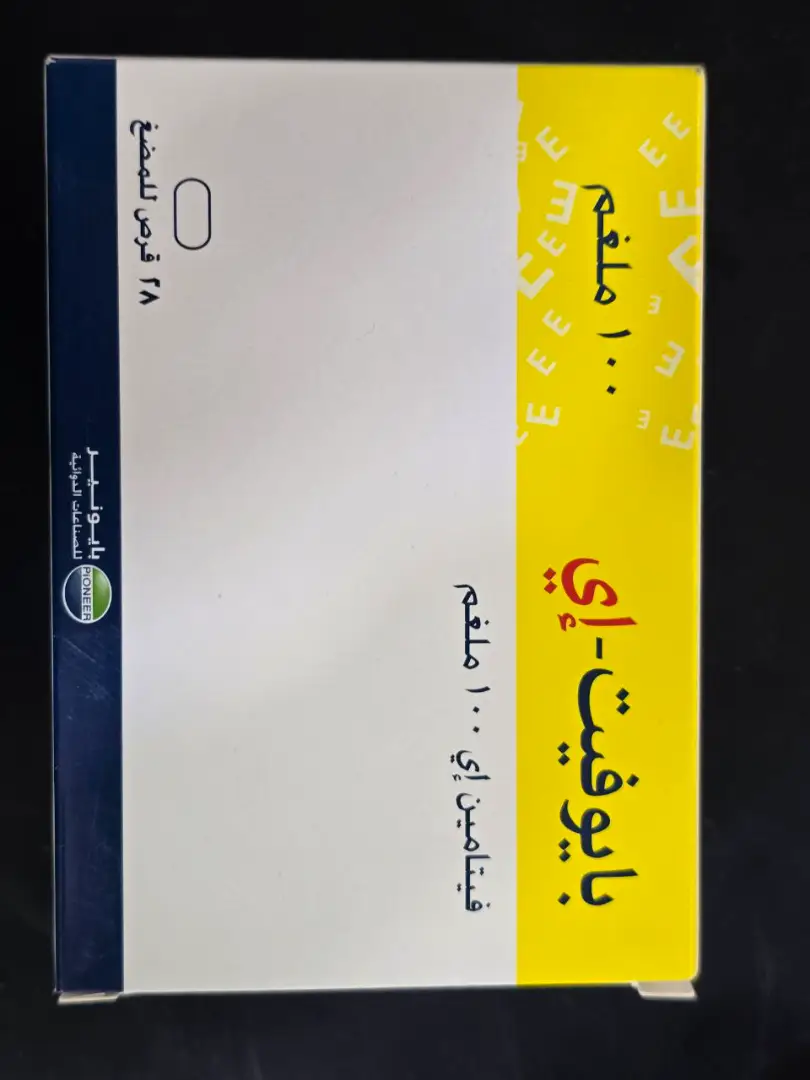 بايوفيت-إي ١٠٠ ملغم
فيتامين إي ١٠٠ ملغم
٢٨ قرص للمضغ
PiONEER
بايونير
للصناعات الدوائية